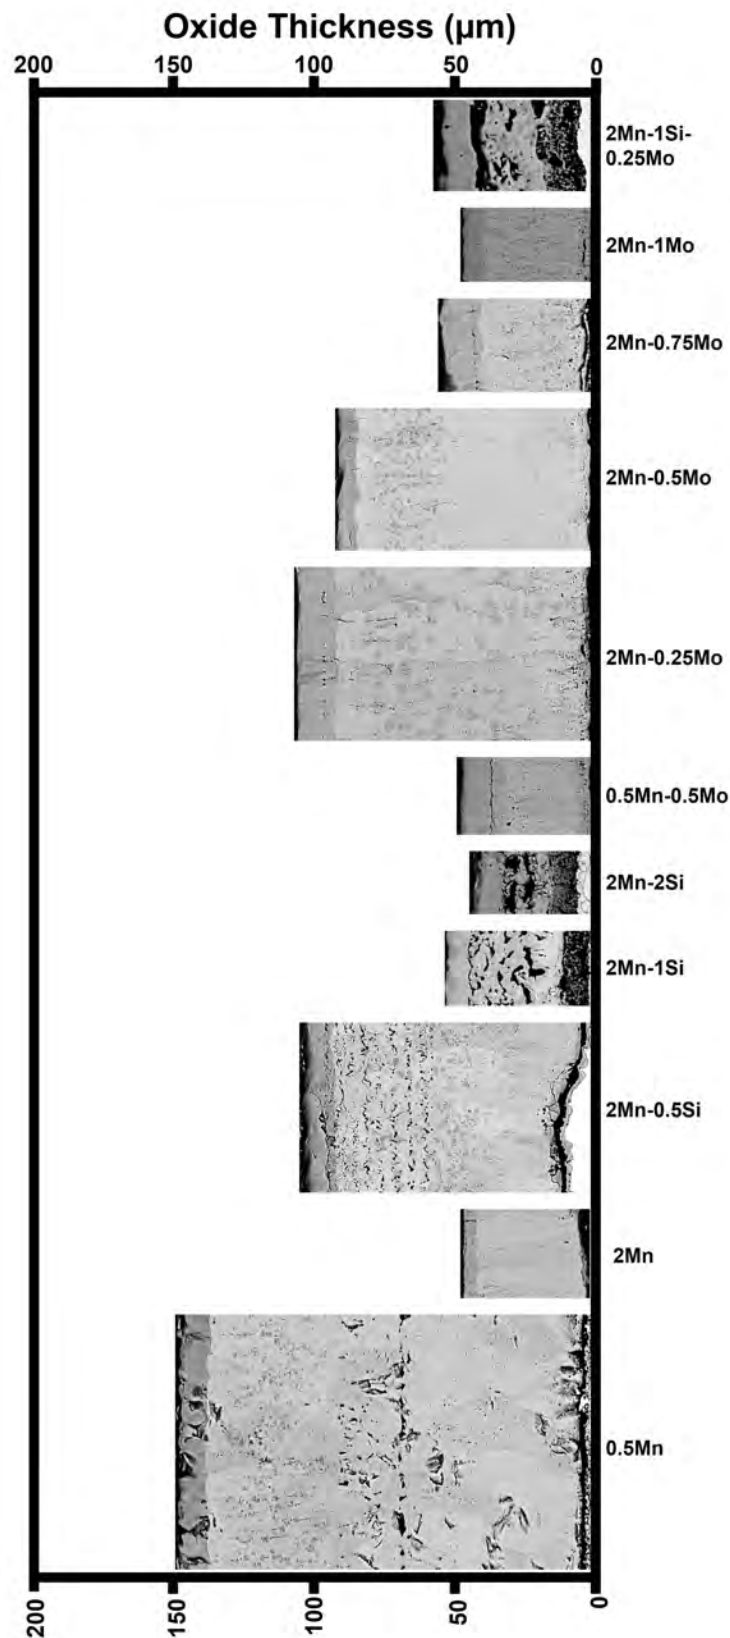 Oxide Thickness (µm)
200 150 100 50 0
2Mn-1Si-
0.25Mo
2Mn-1Mo
2Mn-0.75Mo
2Mn-0.5Mo
2Mn-0.25Mo
0.5Mn-0.5Mo
2Mn-2Si
2Mn-1Si
2Mn-0.5Si
2Mn
0.5Mn
200 150 100 50 0